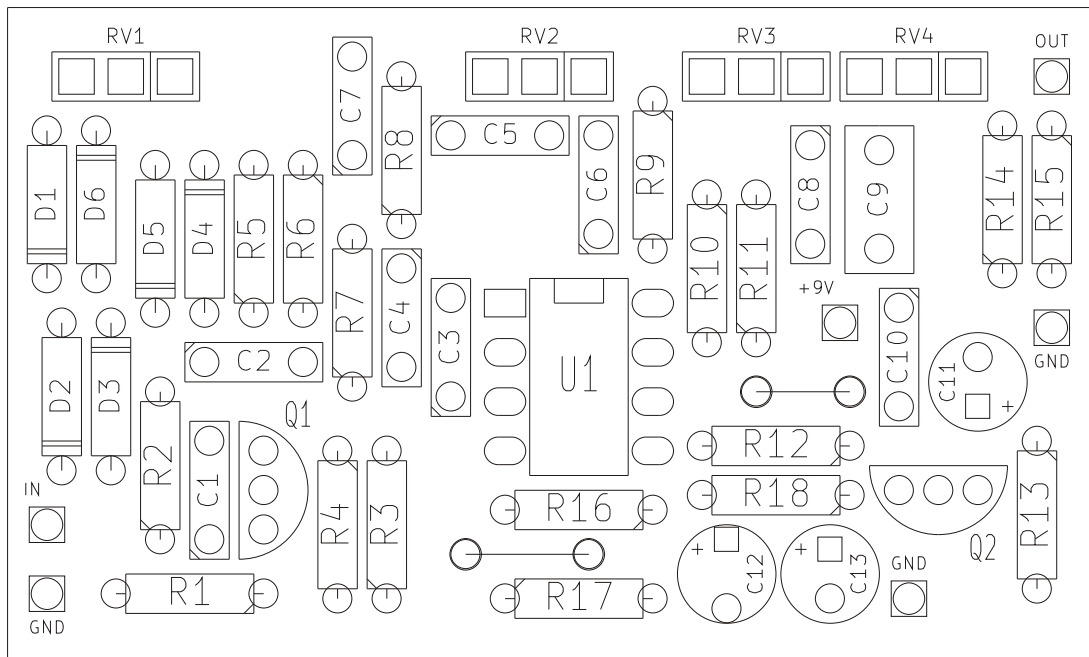 RV1
RV2
RV3
RV4
OUT
C7
R8
C5
C6
R9
C8
C9
R14
R15
D1
D6
D5
D4
R5
R6
R7
C4
C3
R10
R11
+9V
C10
C11
+
GND
D2
D3
C2
U1
Q1
R2
C1
R4
R3
R12
R18
R16
R13
Q2
IN
+
C12
+
C13
GND
R1
R17
GND